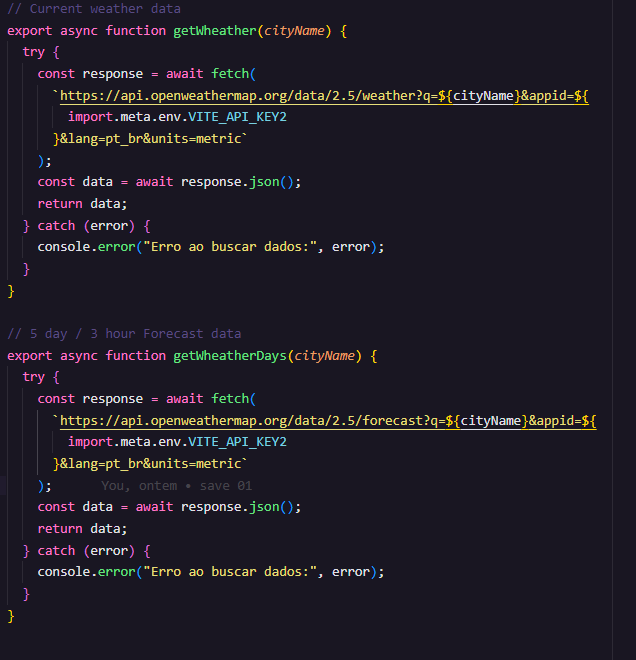 // Current weather data
export async function getWheather(cityName) {
  try {
    const response = await fetch(
      `https://api.openweathermap.org/data/2.5/weather?q=${cityName}&appid=${
        import.meta.env.VITE_API_KEY2
      }&lang=pt_br&units=metric`
    );
    const data = await response.json();
    return data;
  } catch (error) {
    console.error("Erro ao buscar dados:", error);
  }
}

// 5 day / 3 hour Forecast data
export async function getWheatherDays(cityName) {
  try {
    const response = await fetch(
      `https://api.openweathermap.org/data/2.5/forecast?q=${cityName}&appid=${
        import.meta.env.VITE_API_KEY2
      }&lang=pt_br&units=metric`
    );      You, ontem • save 01
    const data = await response.json();
    return data;
  } catch (error) {
    console.error("Erro ao buscar dados:", error);
  }
}